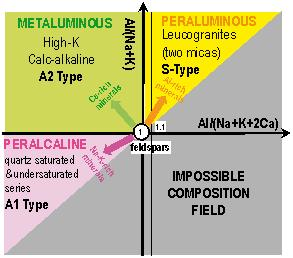 METALUMINOUS
High-K
Calc-alkaline
A2 Type
Al/(Na+K)
PERALUMINOUS
Leucogranites
(two micas)
S-Type
Ca-rich
minerals
Al-rich
minerals
Al/(Na+K+2Ca)
1
1.1
feldspars
PERALCALINE
quartz saturated
&undersaturated
series
A1 Type
Na-K-rich
minerals
IMPOSSIBLE
COMPOSITION
FIELD